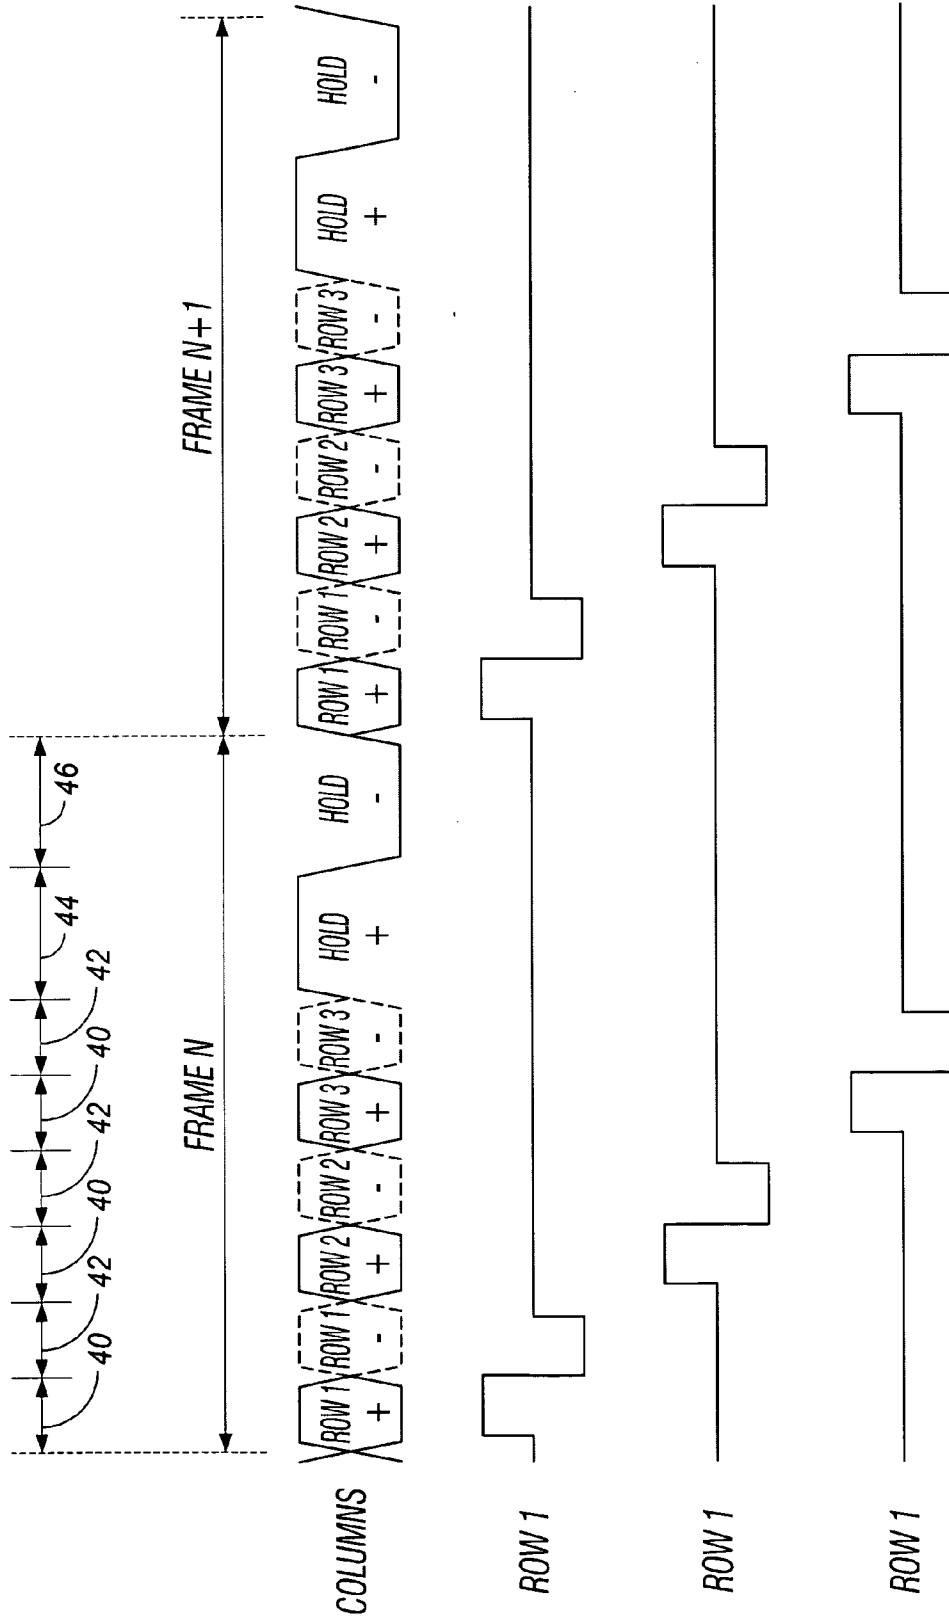 40 42 40 42 40 42 44 46
FRAME N FRAME N+1
COLUMNS ROW 1 ROW 1 ROW 2 ROW 2 ROW 3 ROW 3 HOLD HOLD ROW 1 ROW 1 ROW 2 ROW 2 ROW 3 ROW 3 HOLD HOLD
+ - + - + - + - + - + - + - + -
ROW 1
ROW 1
ROW 1